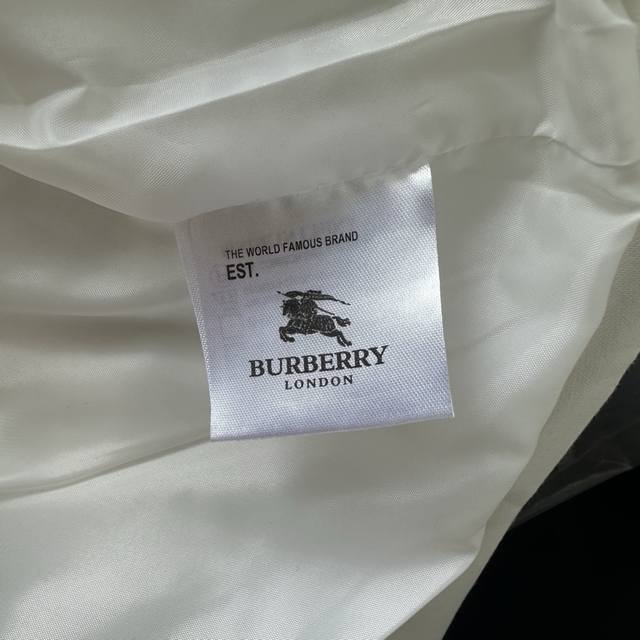 THE WORLD FAMOUS BRAND
EST.
BURBERRY
LONDON